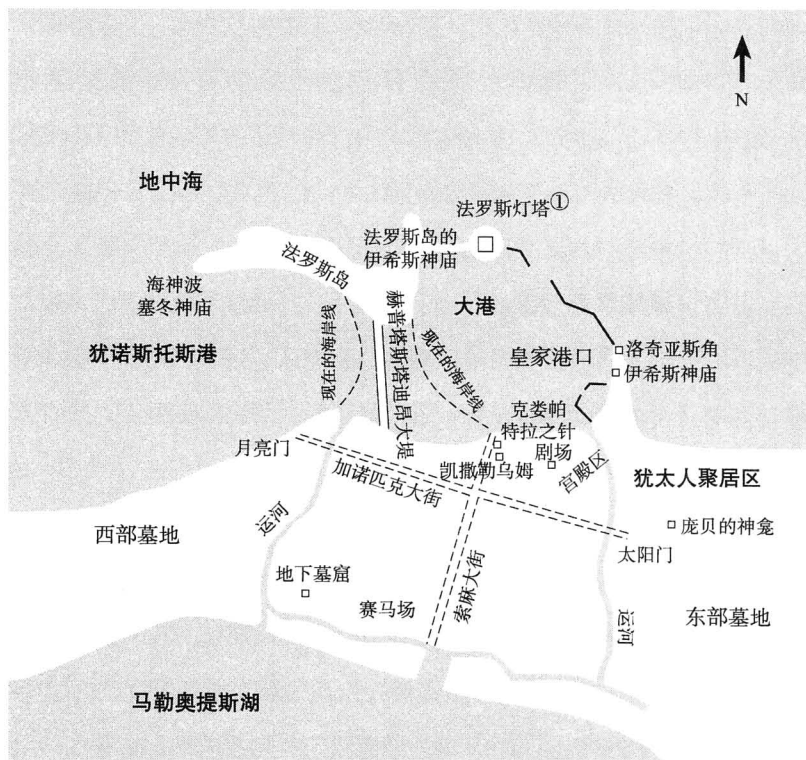 N
地中海
法罗斯灯塔①
法罗斯岛的
伊希斯神庙
法罗斯岛
海神波
塞冬神庙
大港
赫普塔斯塔迪昂大堤
现在的海岸线
现在的海岸线
犹诺斯托斯港
皇家港口
洛奇亚斯角
伊希斯神庙
克娄帕
特拉之针
剧场
月亮门
凯撒勒乌姆
宫殿区
加诺匹克大街
犹太人聚居区
庞贝的神龛
西部墓地
运河
太阳门
地下墓窟
索麻大街
赛马场
运河
东部墓地
马勒奥提斯湖